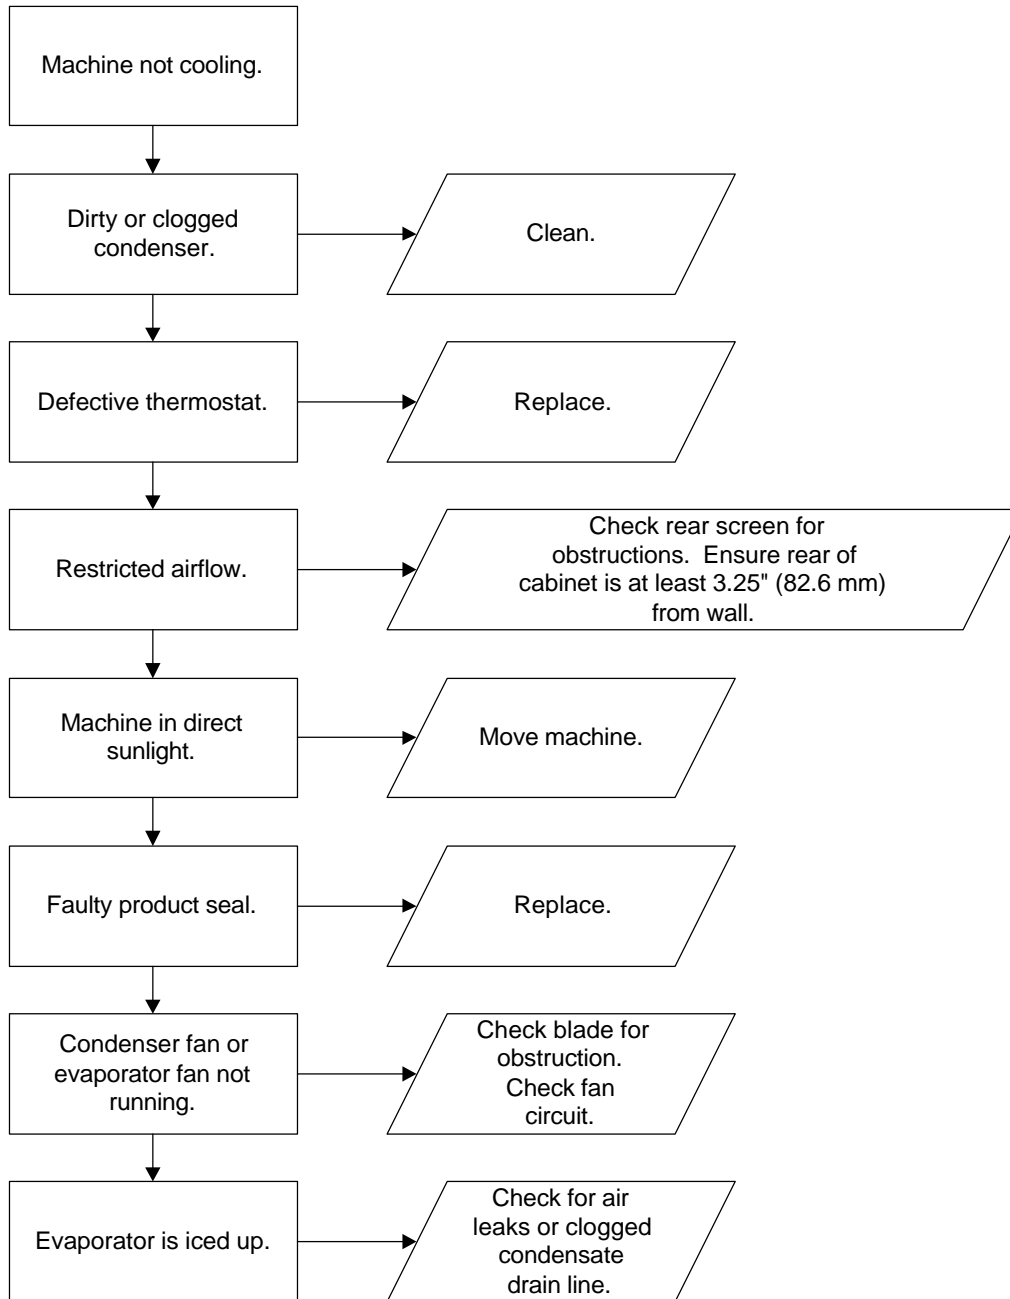 Machine not cooling.
Dirty or clogged
condenser.
Clean.
Defective thermostat.
Replace.
Restricted airflow.
Check rear screen for
obstructions.  Ensure rear of
cabinet is at least 3.25" (82.6 mm)
from wall.
Machine in direct
sunlight.
Move machine.
Faulty product seal.
Replace.
Condenser fan or
evaporator fan not
running.
Check blade for
obstruction.
Check fan
circuit.
Evaporator is iced up.
Check for air
leaks or clogged
condensate
drain line.